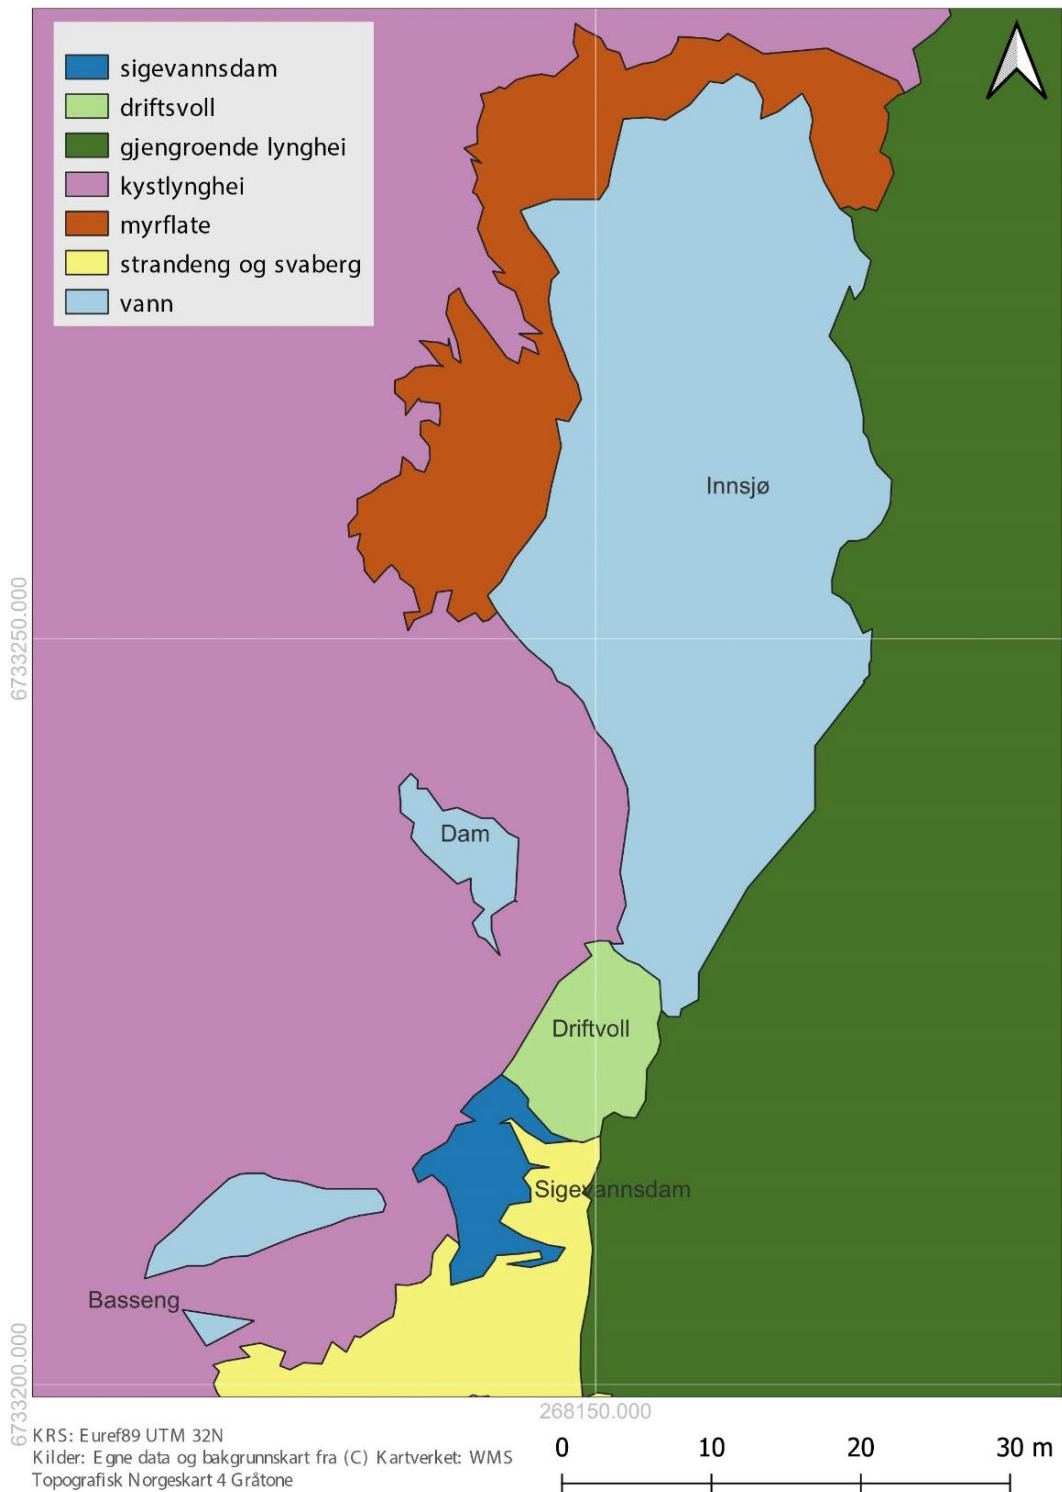 sigevannsdam
driftsvoll
gjengroende lynghei
kystlynghei
myrflate
strandeng og svaberg
vann
Innsjø
6733250.000
Dam
Driftvoll
Sigevannsdam
Basseng
6733200.000
268150.000
KRS: Euref89 UTM 32N
Kilder: Egne data og bakgrunnskart fra (C) Kartverket: WMS
Topografisk Norgeskart 4 Gråtone
0 10 20 30 m